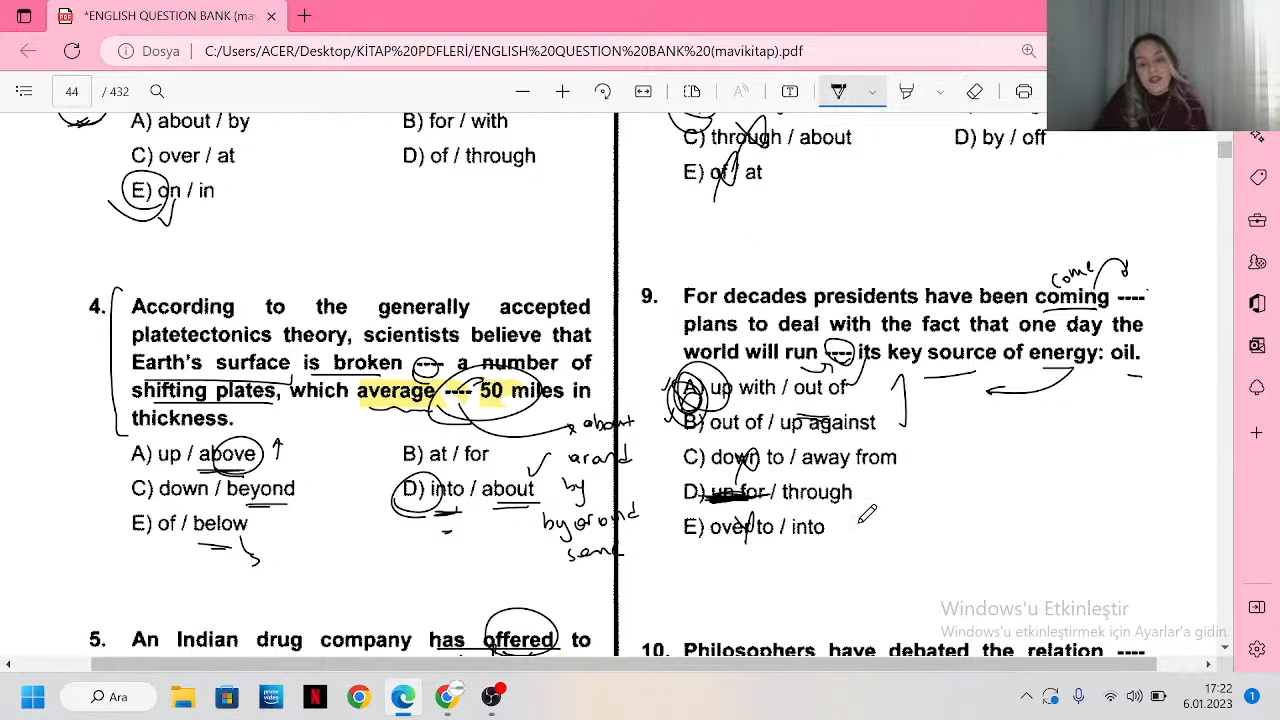 *ENGLISH QUESTION BANK (mavi
Dosya
C:/Users/ACER/Desktop/KİTAP%20PDFLERİ/ENGLISH%20QUESTION%20BANK%20(mavikitap).pdf
44 / 432
A) about / by B) for / with
C) over / at D) of / through
E) on / in
4. According to the generally accepted
platetectonics theory, scientists believe that
Earth's surface is broken ---- a number of
shifting plates, which average ---- 50 miles in
thickness.
A) up / above B) at / for
C) down / beyond D) into / about
E) of / below
about
by
5. An Indian drug company has offered to
C) through / about D) by / off
E) of / at
come
9. For decades presidents have been coming ----
plans to deal with the fact that one day the
world will run ---- its key source of energy: oil.
A) up with / out of
B) out of / up against
C) down to / away from
D) up for / through
E) over to / into
10. Philosophers have debated the relation ----
Windows'u Etkinleştir
Windows'u etkinleştirmek için Ayarlar'a gidin.
Ara
17:22
6.01.2023